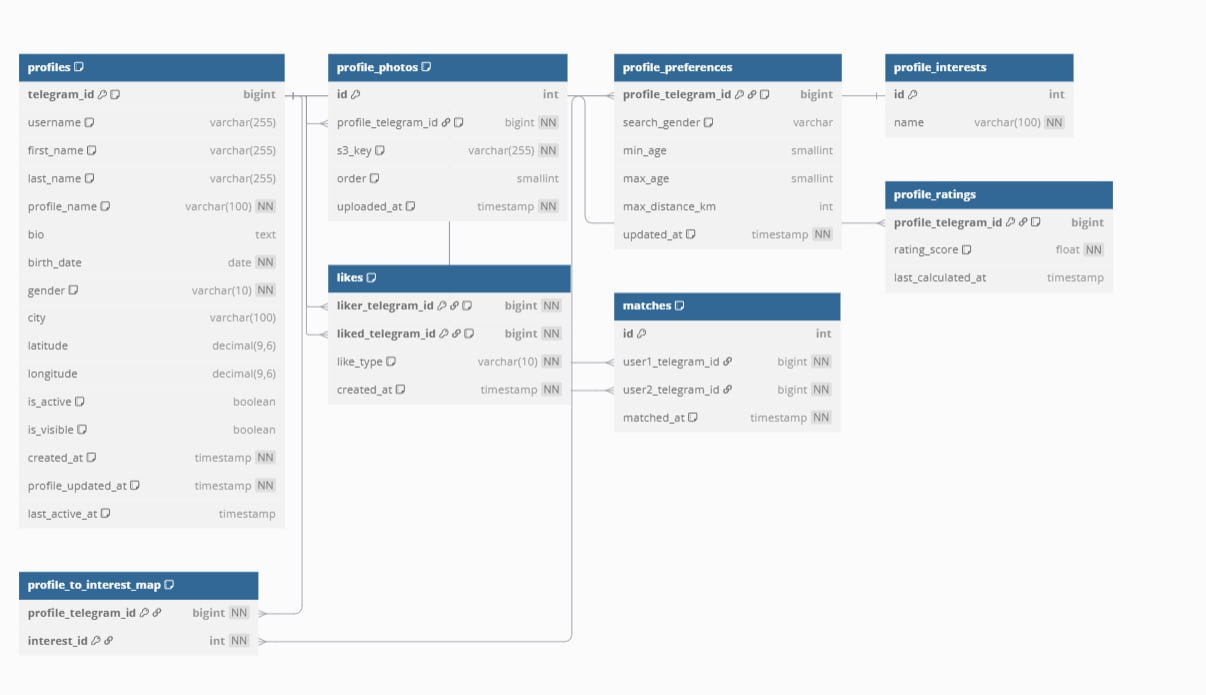 profiles
telegram_id bigint
username varchar(255)
first_name varchar(255)
last_name varchar(255)
profile_name varchar(100) NN
bio text
birth_date date NN
gender varchar(10) NN
city varchar(100)
latitude decimal(9,6)
longitude decimal(9,6)
is_active boolean
is_visible boolean
created_at timestamp NN
profile_updated_at timestamp NN
last_active_at timestamp
profile_to_interest_map
profile_telegram_id bigint NN
interest_id int NN
profile_photos
id int
profile_telegram_id bigint NN
s3_key varchar(255) NN
order smallint
uploaded_at timestamp NN
likes
liker_telegram_id bigint NN
liked_telegram_id bigint NN
like_type varchar(10) NN
created_at timestamp NN
profile_preferences
profile_telegram_id bigint
search_gender varchar
min_age smallint
max_age smallint
max_distance_km int
updated_at timestamp NN
matches
id int
user1_telegram_id bigint NN
user2_telegram_id bigint NN
matched_at timestamp NN
profile_interests
id int
name varchar(100) NN
profile_ratings
profile_telegram_id bigint
rating_score float NN
last_calculated_at timestamp